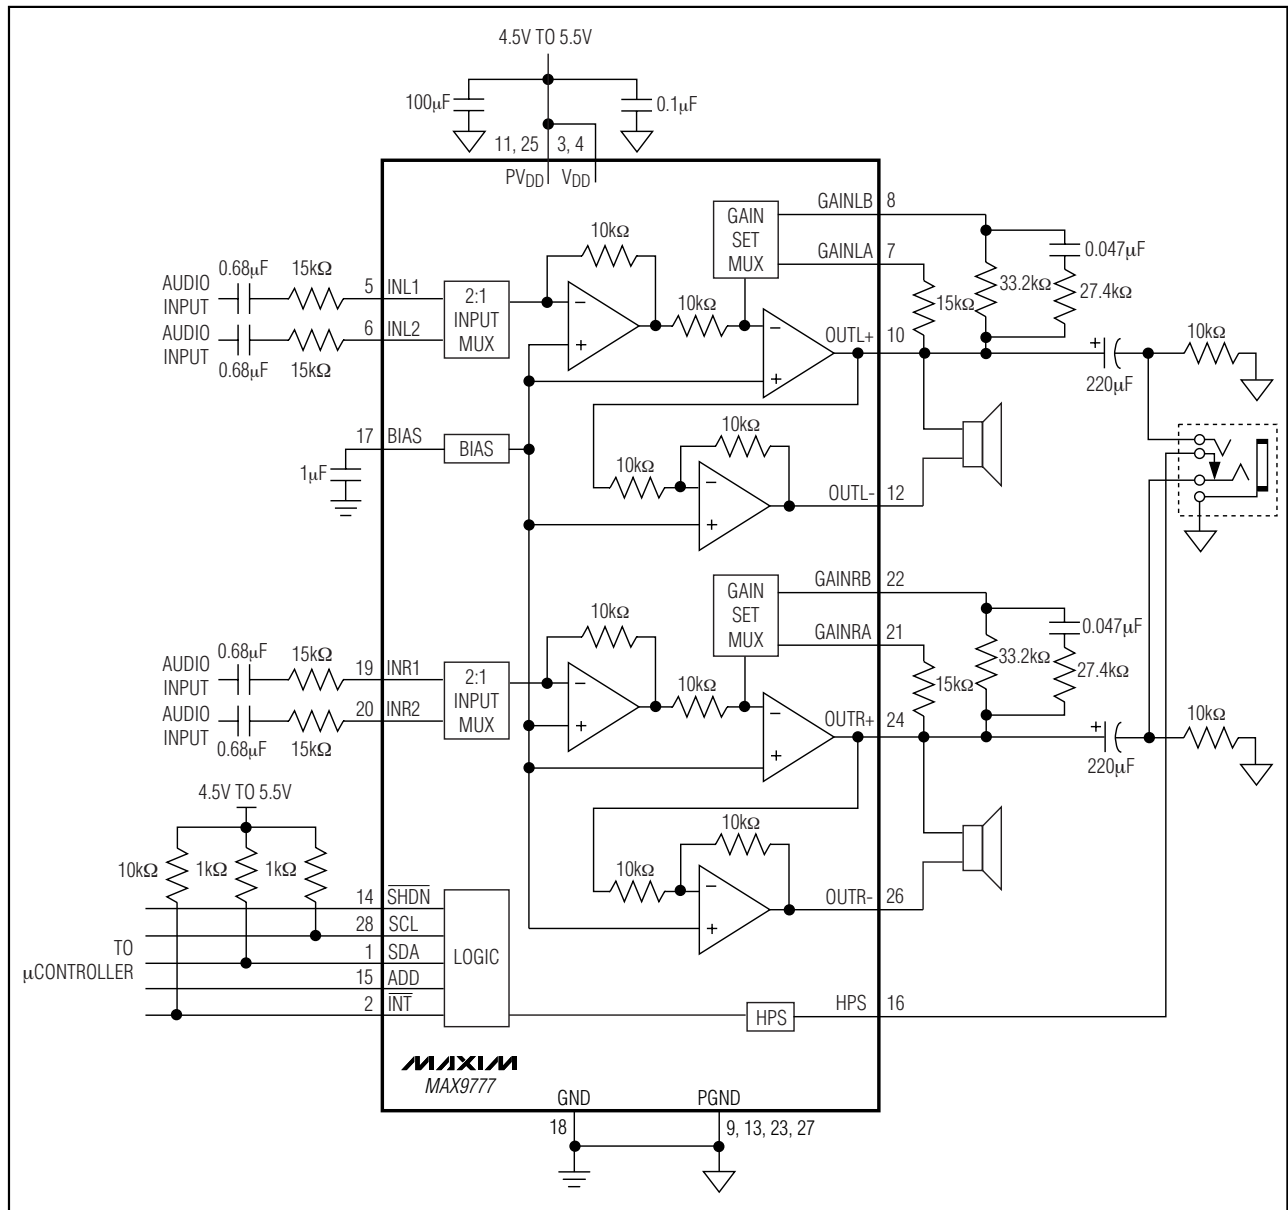 4.5V TO 5.5V
100μF
0.1μF
11, 25
3, 4
PVDD
VDD
GAINLB
8
GAIN
SET
MUX
10kΩ
GAINLA
7
0.047μF
0.68μF
15kΩ
AUDIO
INPUT
5
INL1
2:1
INPUT
MUX
−
+
10kΩ
−
+
15kΩ
33.2kΩ
27.4kΩ
AUDIO
INPUT
0.68μF
15kΩ
6
INL2
OUTL+
10
+
220μF
10kΩ
17
BIAS
BIAS
1μF
10kΩ
10kΩ
−
+
OUTL-
12
GAIN
SET
MUX
GAINRB
22
10kΩ
GAINRA
21
0.047μF
0.68μF
15kΩ
AUDIO
INPUT
19
INR1
2:1
INPUT
MUX
−
+
10kΩ
−
+
15kΩ
33.2kΩ
27.4kΩ
AUDIO
INPUT
0.68μF
15kΩ
20
INR2
OUTR+
24
+
220μF
10kΩ
4.5V TO 5.5V
10kΩ
1kΩ
1kΩ
10kΩ
10kΩ
−
+
OUTR-
26
14
SHDN
28
SCL
TO
μCONTROLLER
1
SDA
LOGIC
15
ADD
2
INT
HPS
HPS
16
MAXIM
MAX9777
GND
PGND
18
9, 13, 23, 27